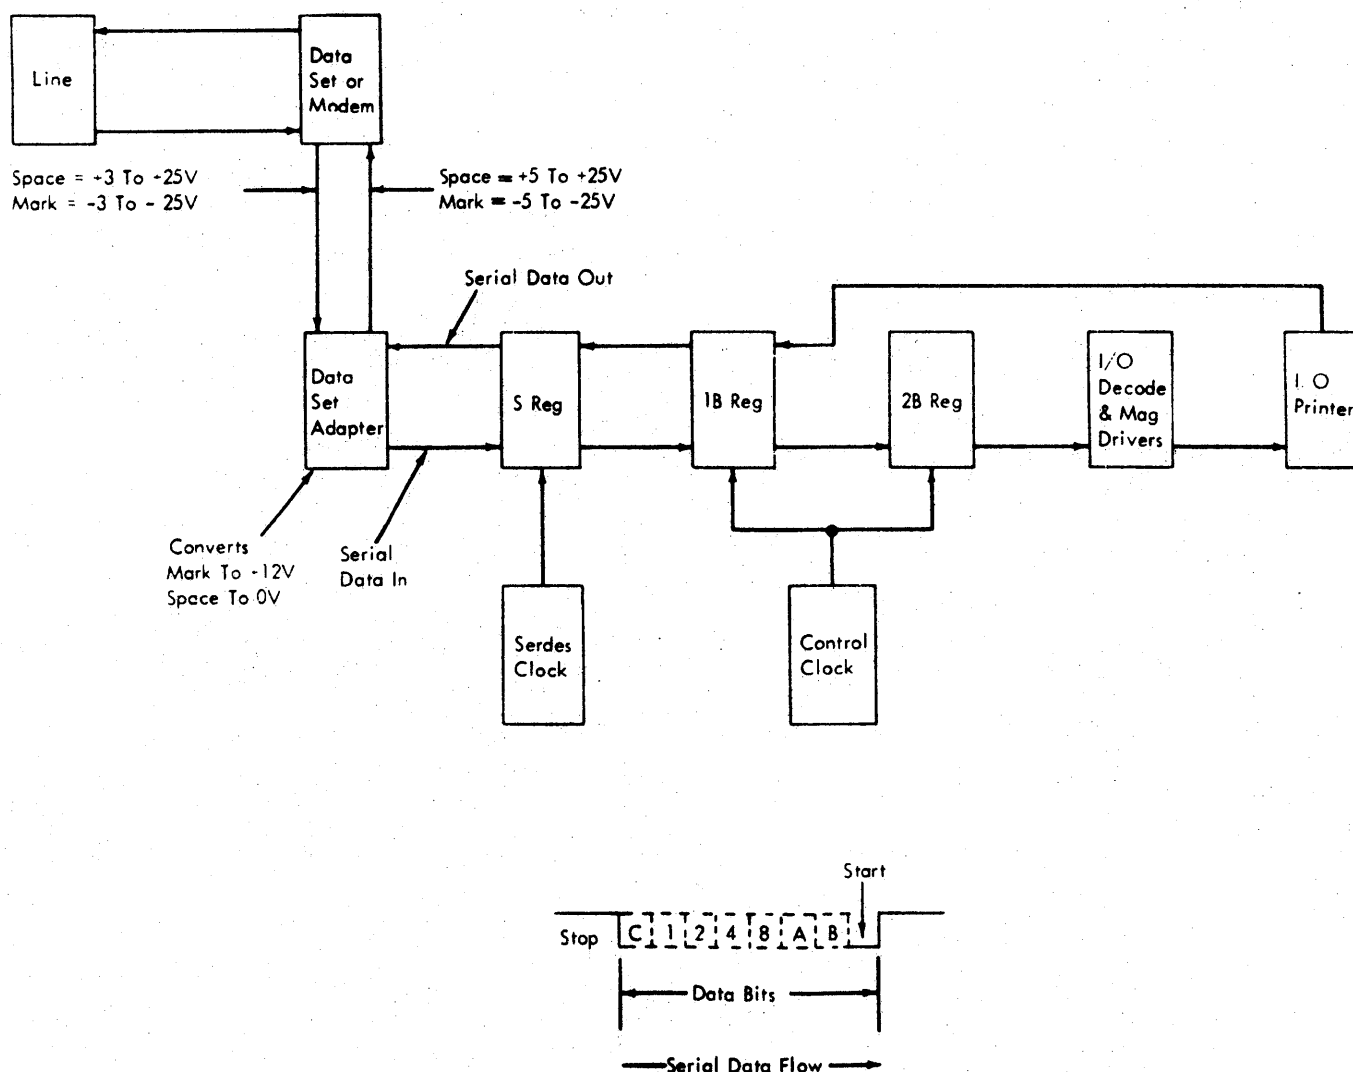 Line
Data
Set or
Modem
Space = +3 To +25V
Mark = -3 To - 25V
Space = +5 To +25V
Mark = -5 To -25V
Serial Data Out
Data
Set
Adapter
S Reg
1B Reg
2B Reg
I/O
Decode
& Mag
Drivers
I O
Printer
Converts
Mark To -12V
Space To 0V
Serial
Data In
Serdes
Clock
Control
Clock
Start
Stop
C 1 2 4 8 A B
Data Bits
Serial Data Flow